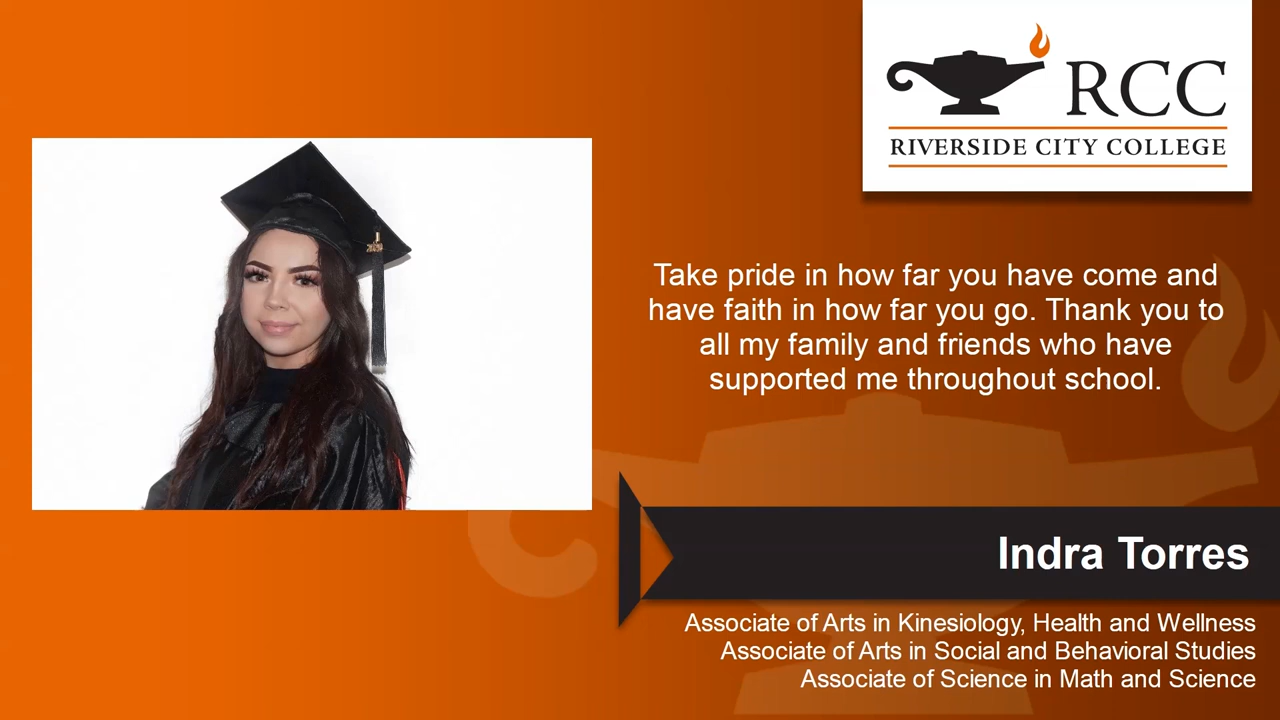 RCC
RIVERSIDE CITY COLLEGE
Take pride in how far you have come and
have faith in how far you go. Thank you to
all my family and friends who have
supported me throughout school.
Indra Torres
Associate of Arts in Kinesiology, Health and Wellness
Associate of Arts in Social and Behavioral Studies
Associate of Science in Math and Science